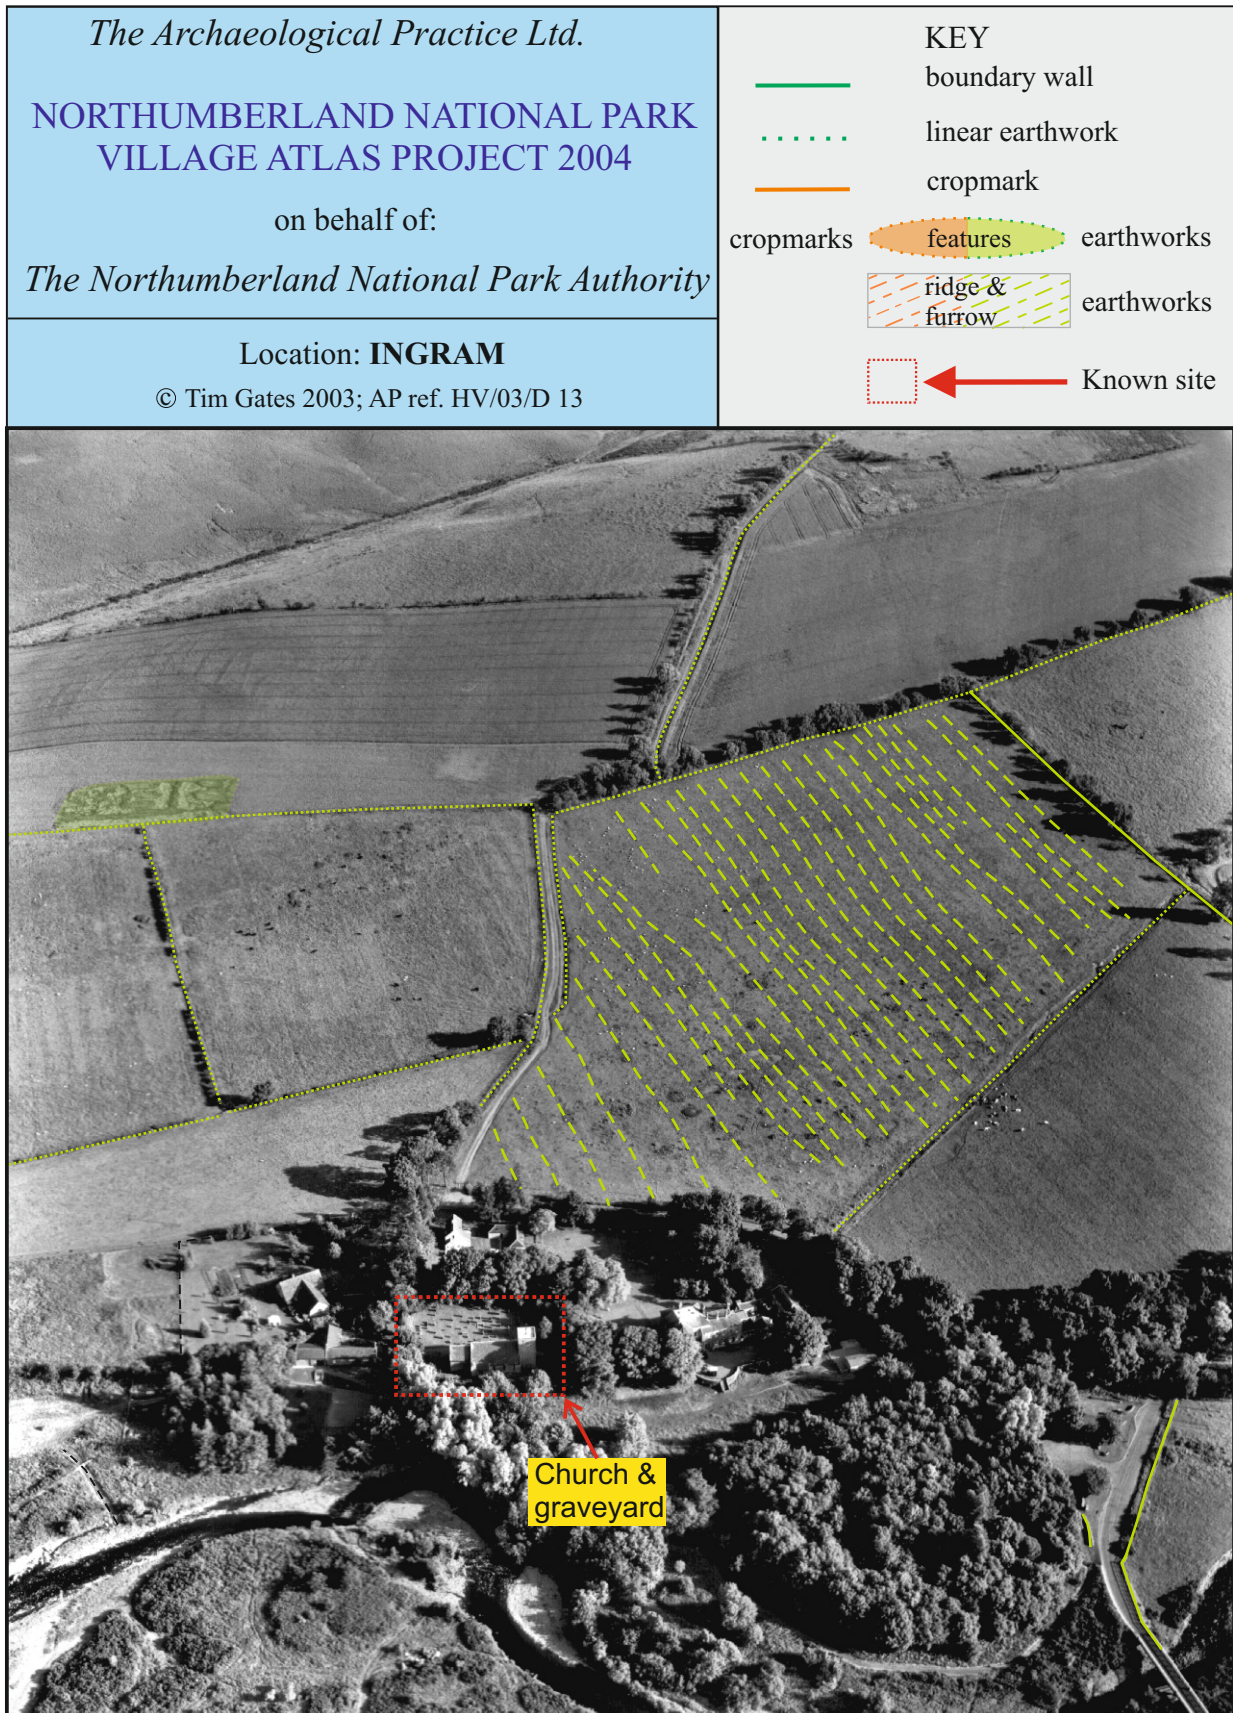 The Archaeological Practice Ltd.
NORTHUMBERLAND NATIONAL PARK
VILLAGE ATLAS PROJECT 2004
on behalf of:
The Northumberland National Park Authority
Location: INGRAM
© Tim Gates 2003; AP ref. HV/03/D 13
KEY
boundary wall
linear earthwork
cropmark
cropmarks features earthworks
ridge &
furrow
earthworks
Known site
Church &
graveyard